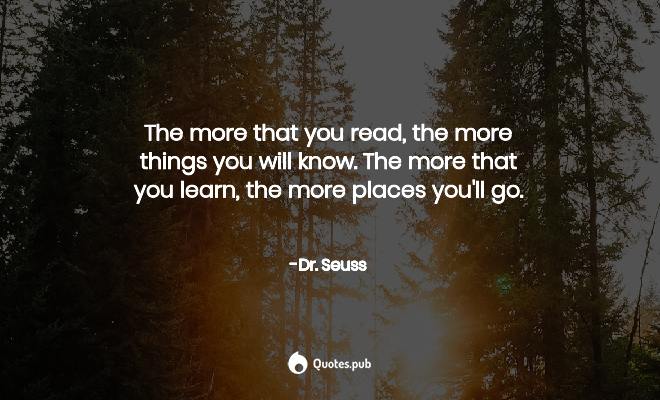 The more that you read, the more
things you will know. The more that
you learn, the more places you'll go.
-Dr. Seuss
Quotes.pub